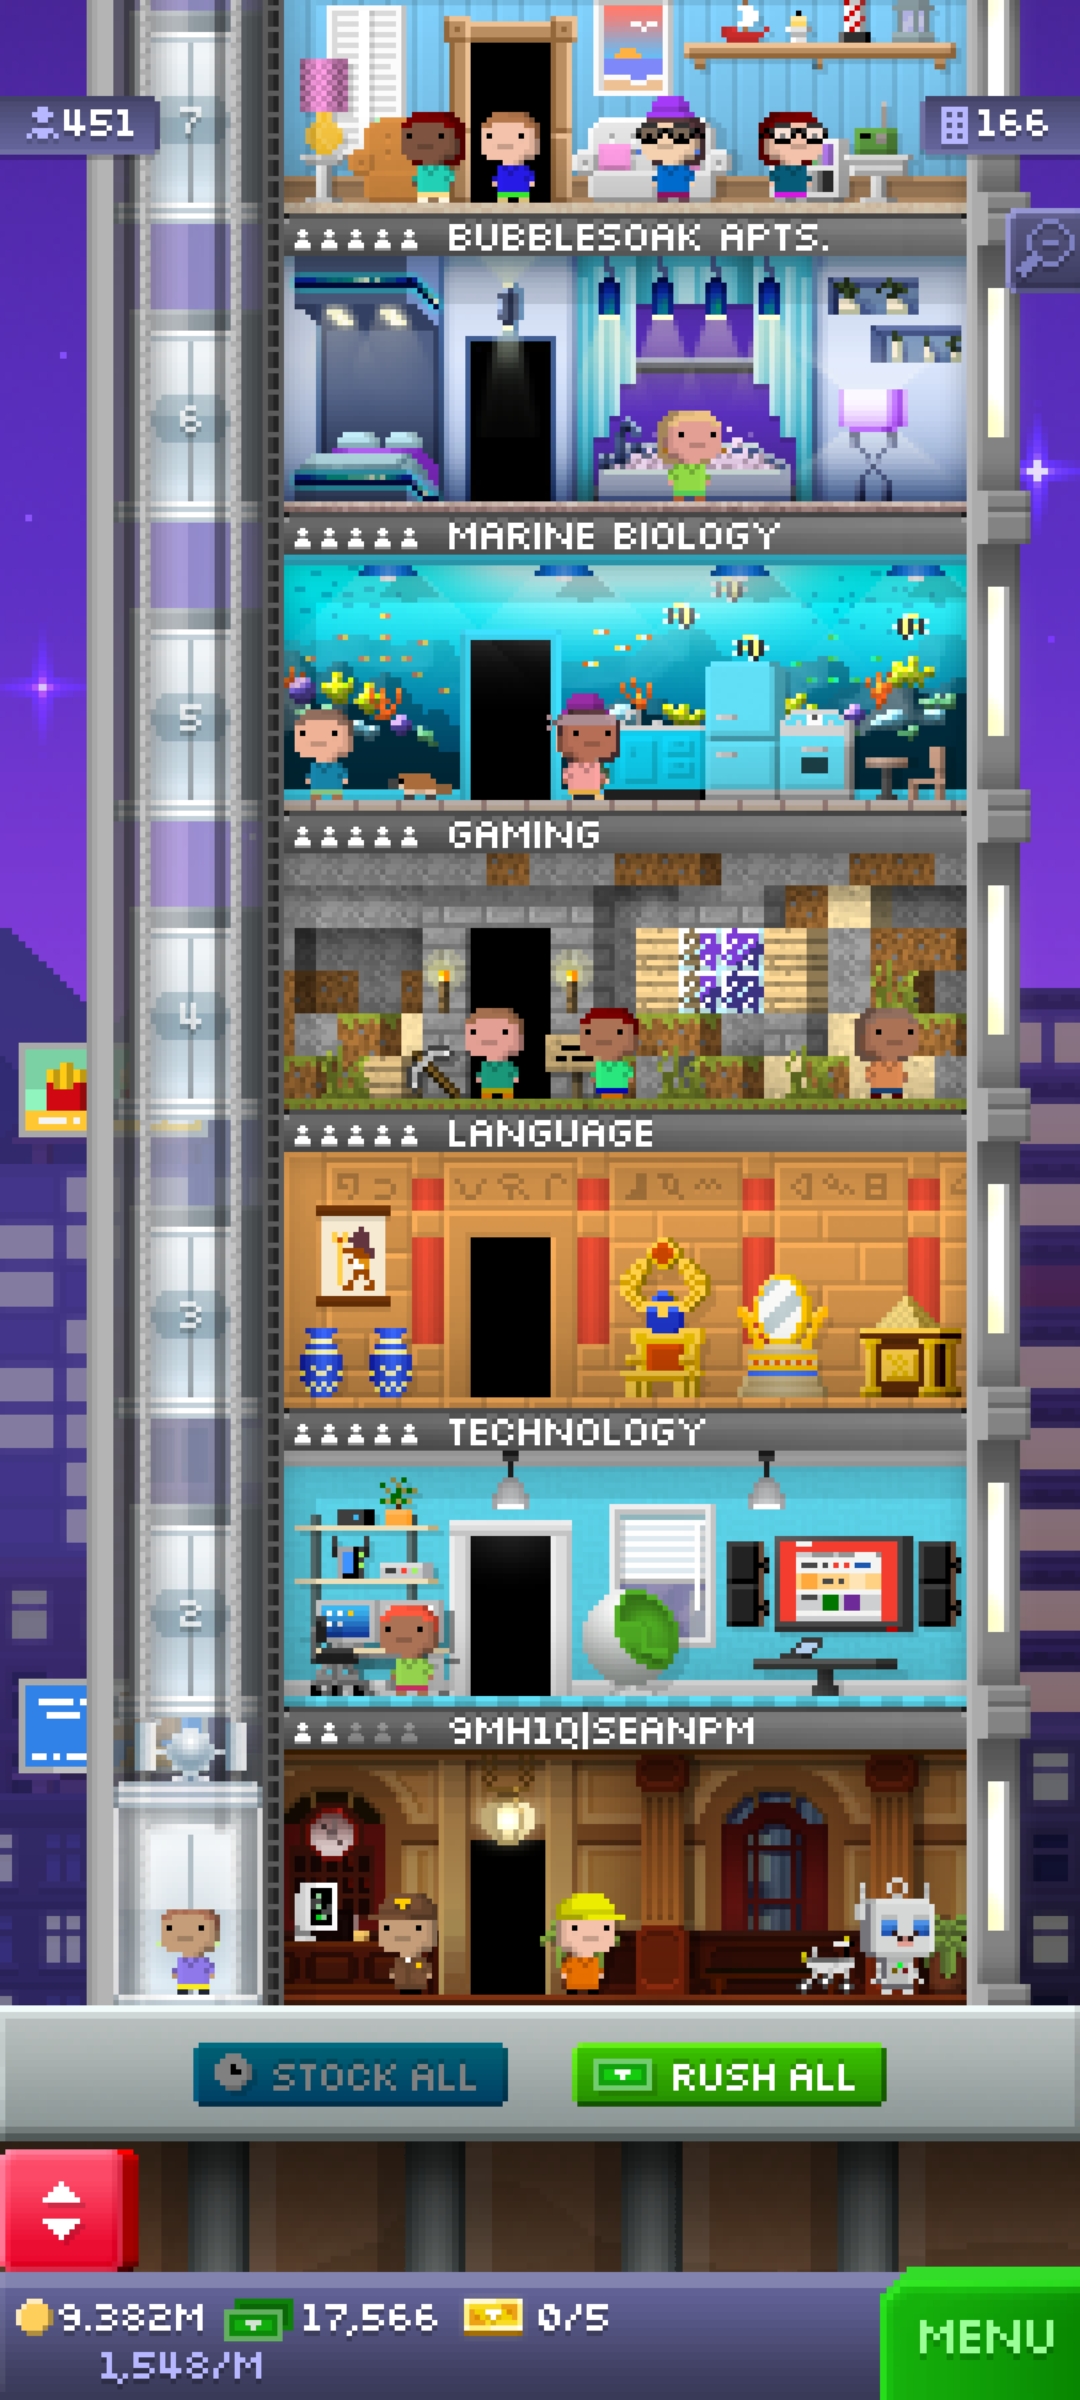 451
7
166
BUBBLESOAK APTS.
6
MARINE BIOLOGY
5
GAMING
4
LANGUAGE
3
TECHNOLOGY
2
9MH1Q|SEANPM
STOCK ALL
RUSH ALL
9.382M
17,566
0/5
1,548/M
MENU